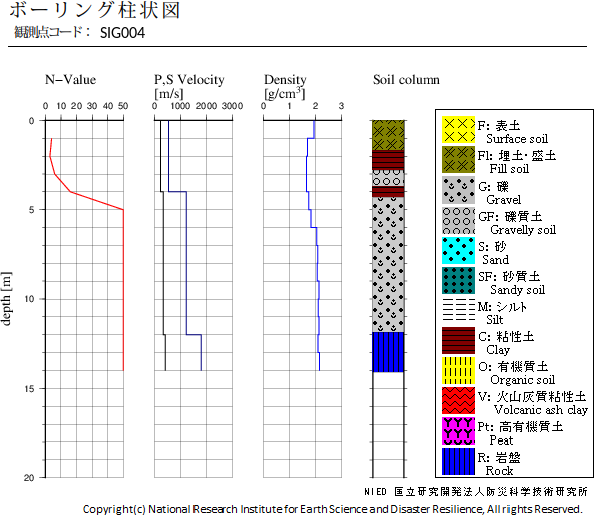 ボーリング柱状図
観測点コード： SIG004
N-Value
P,S Velocity
[m/s]
Density
[g/cm³]
Soil column
0 10 20 30 40 50
0 1000 2000 3000
0 1 2 3
0
5
10
15
20
depth [m]
F: 表土
Surface soil
Fl: 埋土・盛土
Fill soil
G: 礫
Gravel
GF: 礫質土
Gravelly soil
S: 砂
Sand
SF: 砂質土
Sandy soil
M: シルト
Silt
C: 粘性土
Clay
O: 有機質土
Organic soil
V: 火山灰質粘性土
Volcanic ash clay
Pt: 高有機質土
Peat
R: 岩盤
Rock
NIED 国立研究開発法人防災科学技術研究所
Copyright(c) National Research Institute for Earth Science and Disaster Resilience, All rights Reserved.